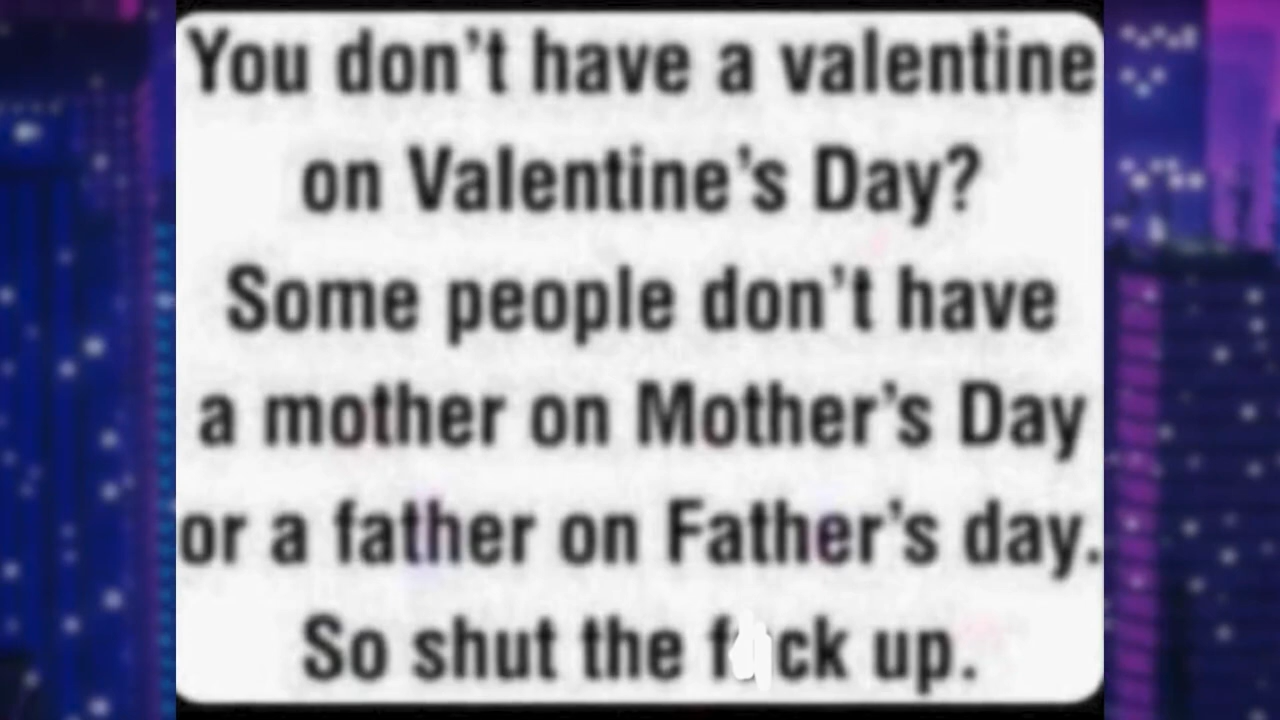 You don't have a valentine
on Valentine's Day?
Some people don't have
a mother on Mother's Day
or a father on Father's day.
So shut the f ck up.